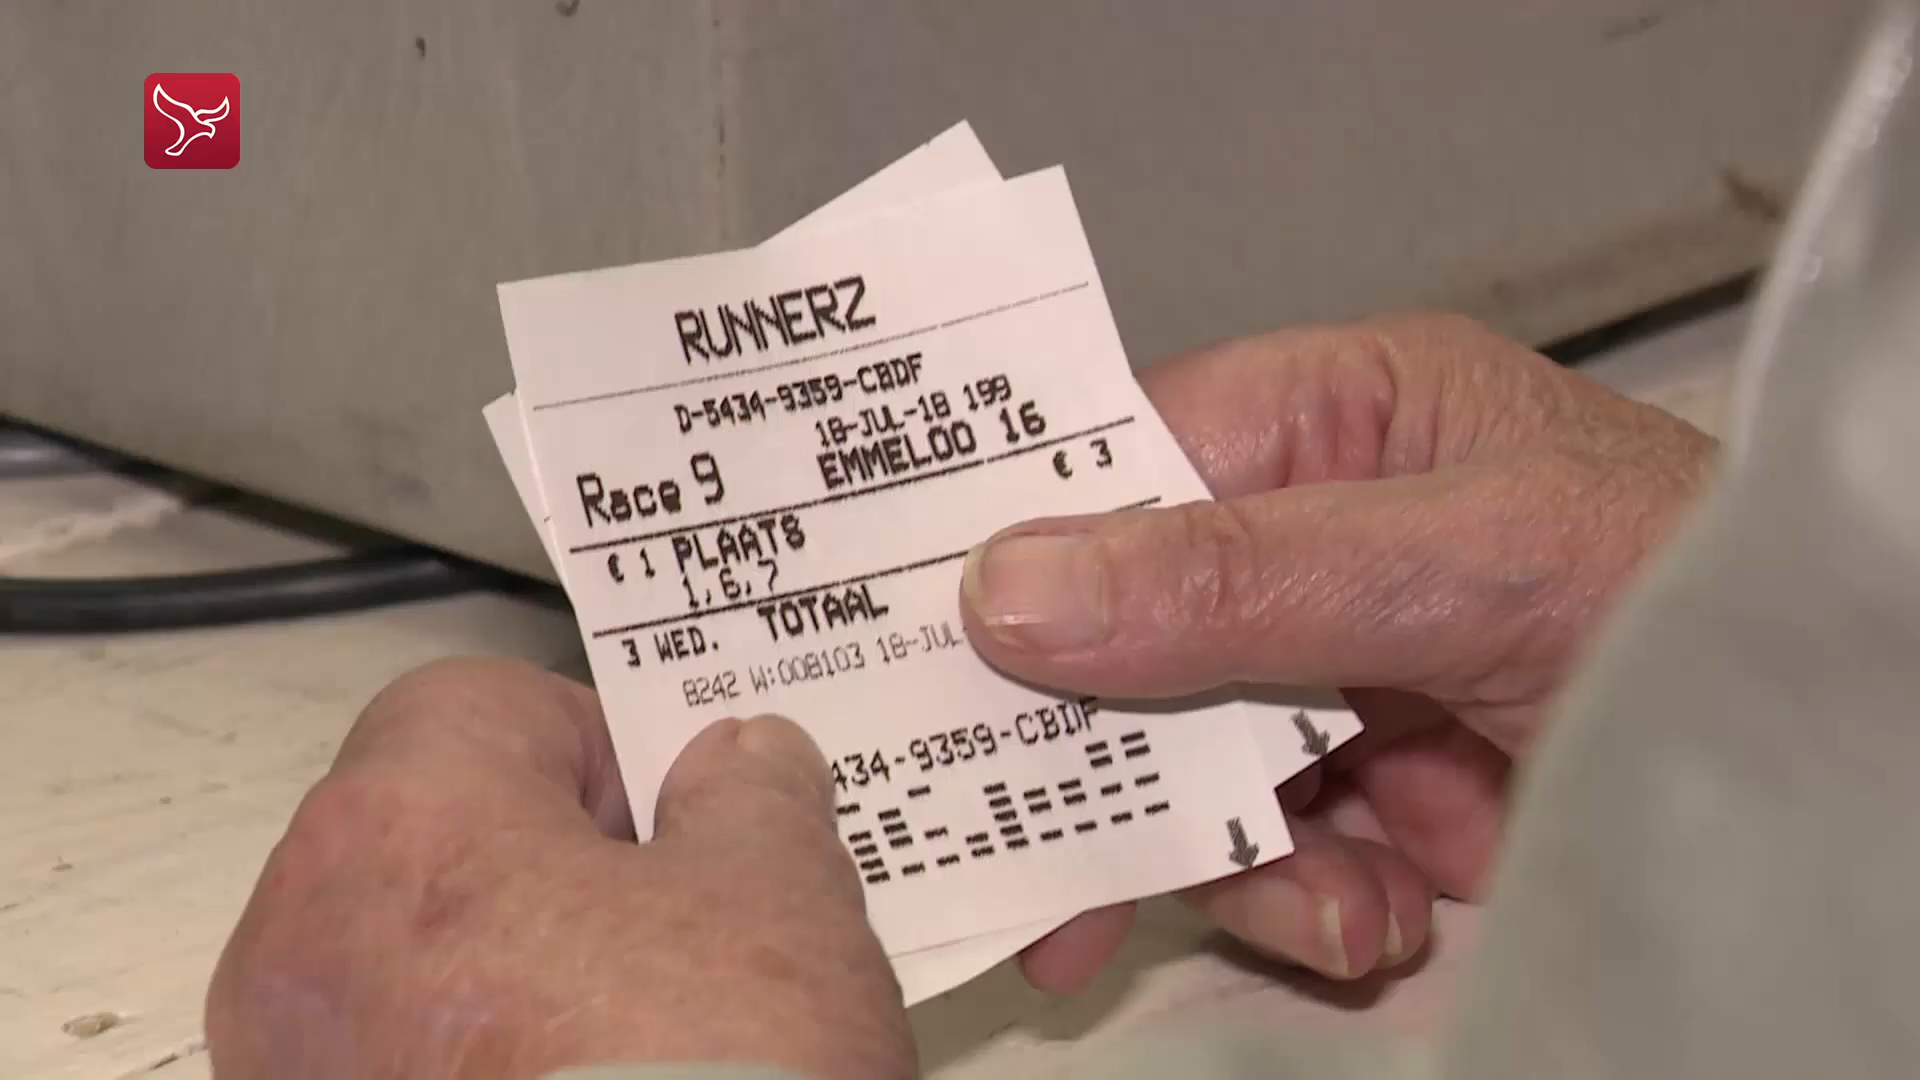 RUNNERZ
D-5434-9359-CBDF
18-JUL-18 199
Race 9 EMMELOO 16
€ 1 PLAATS € 3
1,6,7
3 WED. TOTAAL
8242 W:008103 18-JUL
434-9359-CBDF